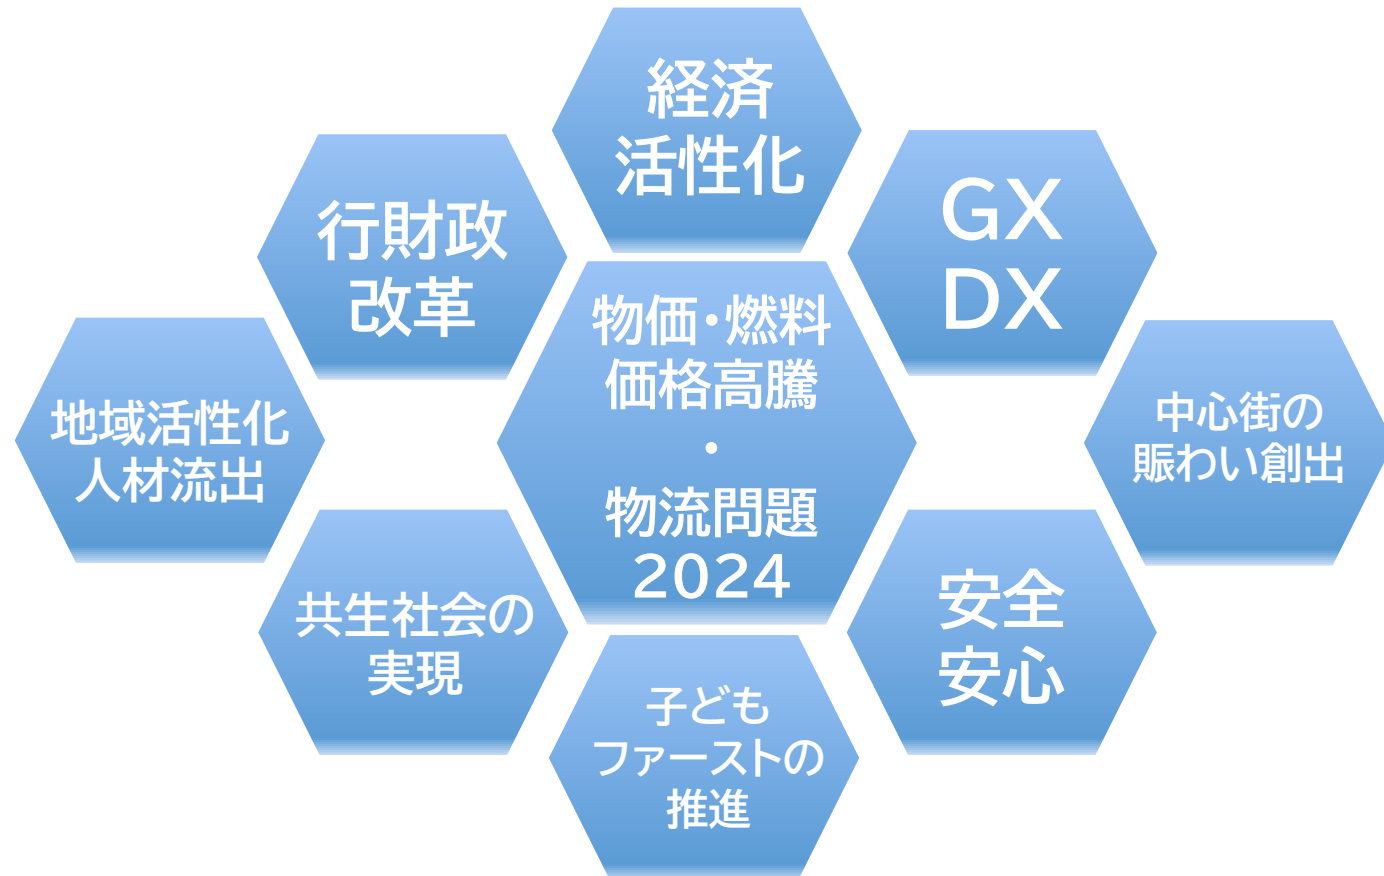 経済
活性化
行財政
改革
GX
DX
物価・燃料
価格高騰
・
物流問題
2024
地域活性化
人材流出
中心街の
賑わい創出
共生社会の
実現
安全
安心
子ども
ファーストの
推進